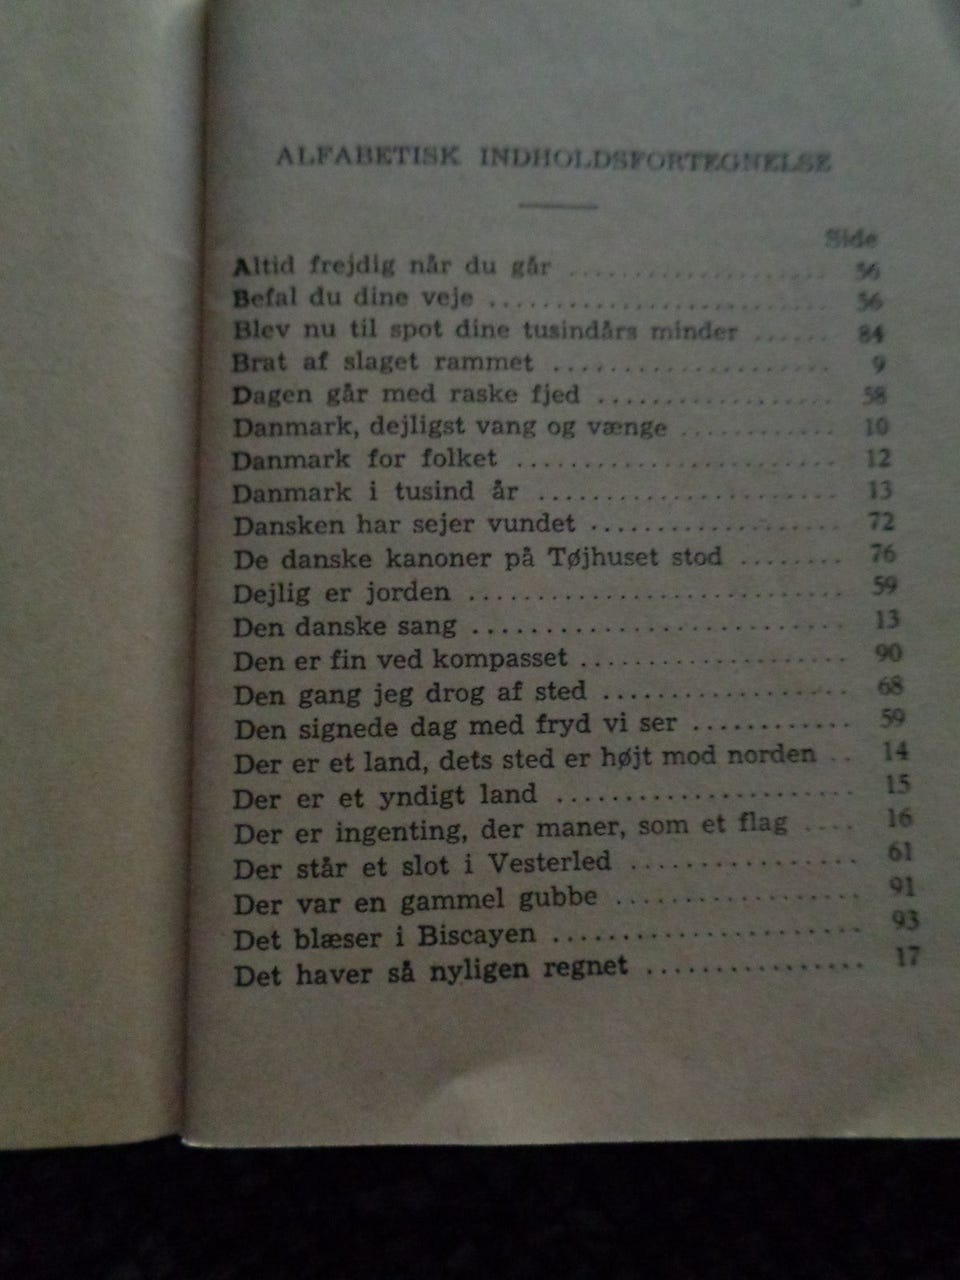 ALFABETISK INDHOLDSFORTEGNELSE
Side
Altid frejdig når du går .................... 56
Befal du dine veje ......................... 56
Blev nu til spot dine tusindårs minder ...... 84
Brat af slaget rammet ..................... 9
Dagen går med raske fjed .................. 58
Danmark, dejligst vang og vænge ............ 10
Danmark for folket ........................ 12
Danmark i tusind år ...................... 13
Dansken har sejer vundet .................. 72
De danske kanoner på Tøjhuset stod ........ 76
Dejlig er jorden ............................ 59
Den danske sang ............................ 13
Den er fin ved kompasset .................... 90
Den gang jeg drog af sted .................. 68
Den signede dag med fryd vi ser ............ 59
Der er et land, dets sted er højt mod norden .. 14
Der er et yndigt land ...................... 15
Der er ingenting, der maner, som et flag .... 16
Der står et slot i Vesterled ................ 61
Der var en gammel gubbe .................. 91
Det blæser i Biscayen ....................... 93
Det haver så nyligen regnet ................ 17